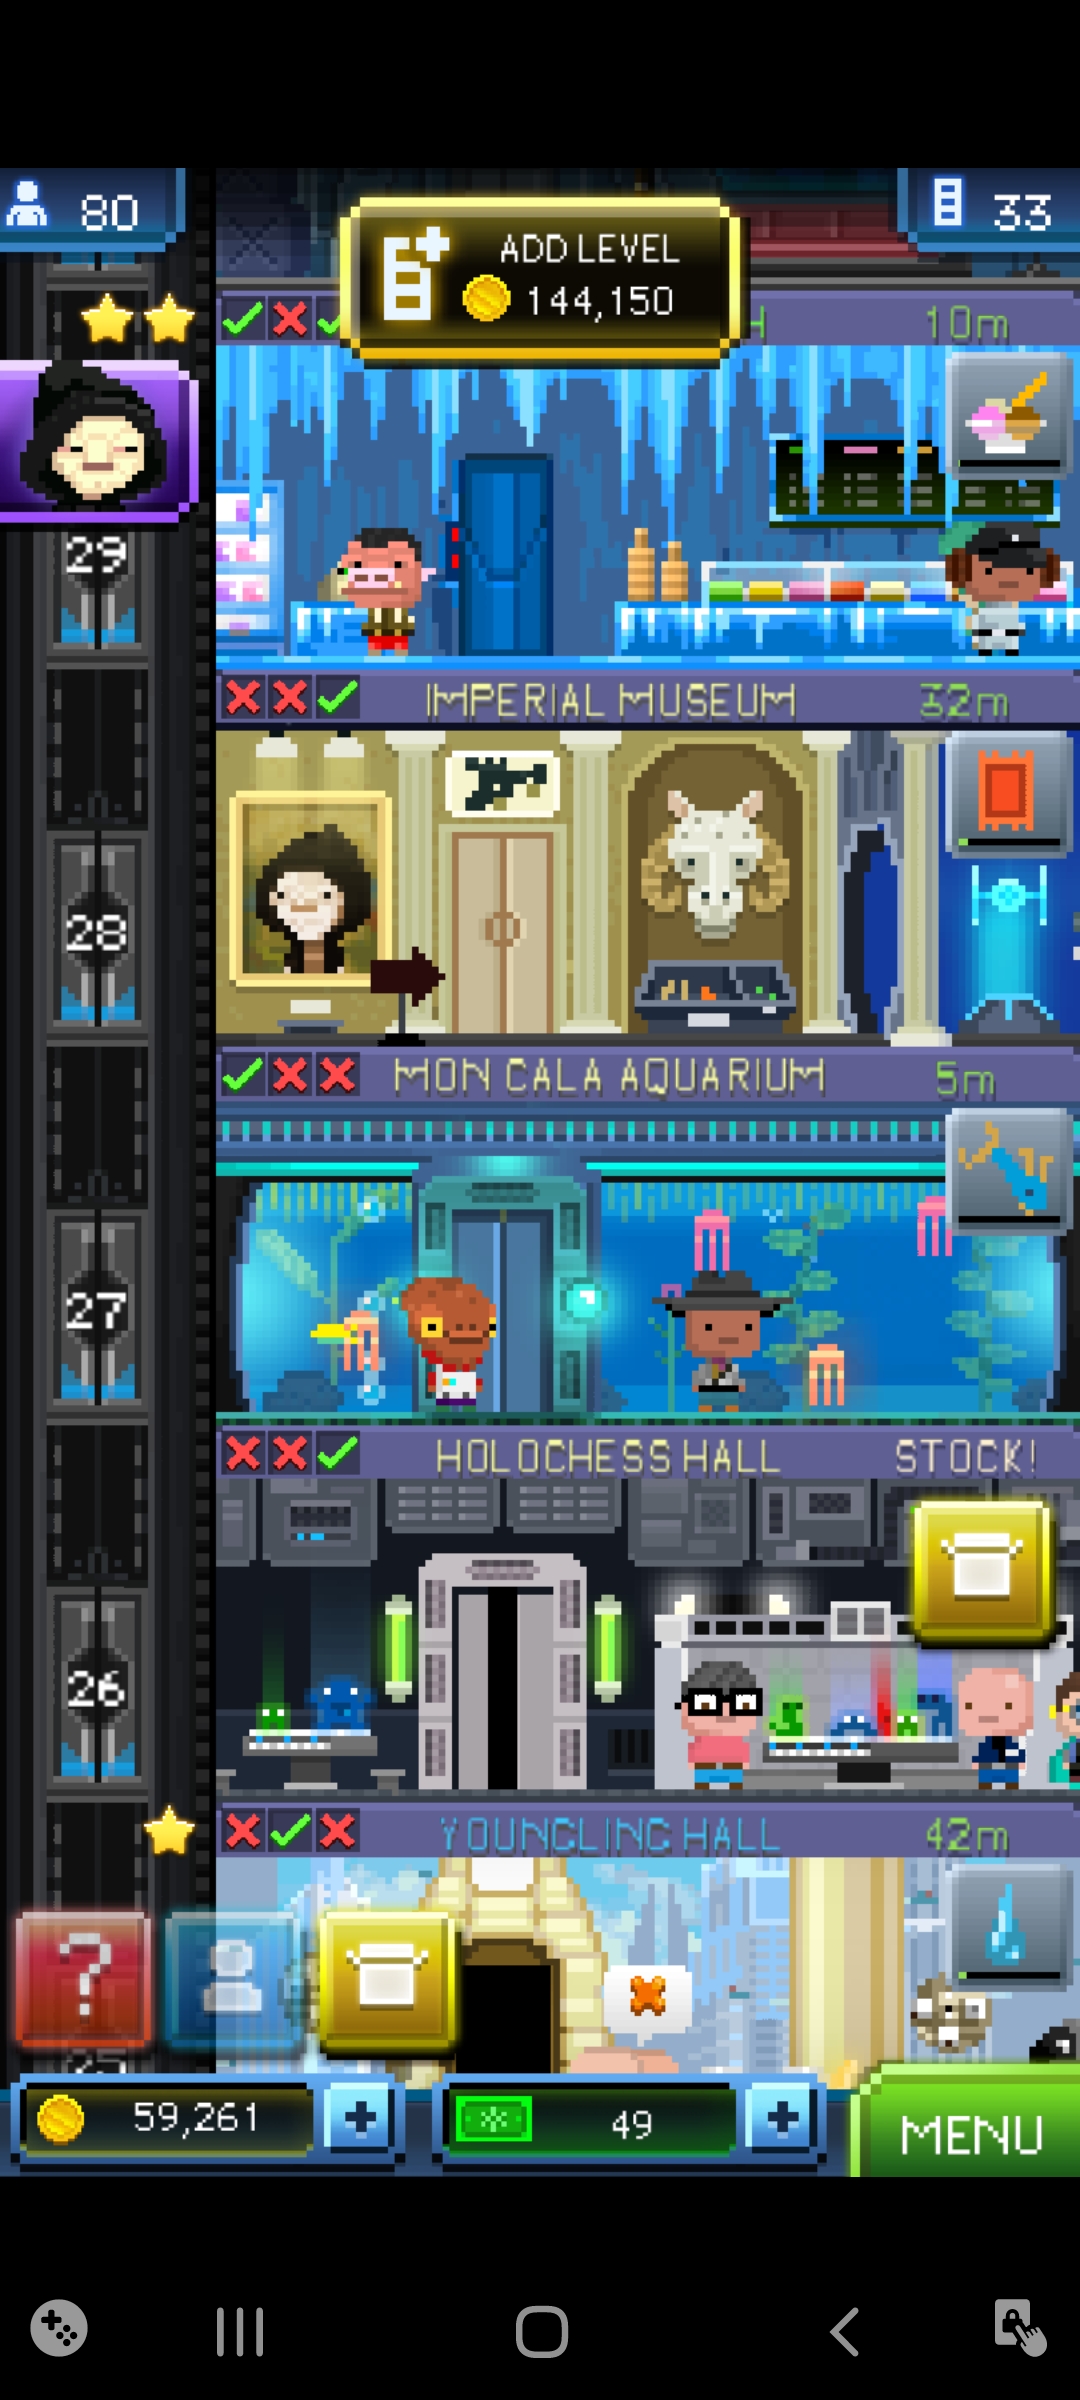 80
33
ADD LEVEL
144,150
10m
29
IMPERIAL MUSEUM 32m
28
MON CALA AQUARIUM 5m
27
HOLOCHESS HALL STOCK!
26
YOUNGLING HALL 42m
?
25
59,261 + 49 + MENU